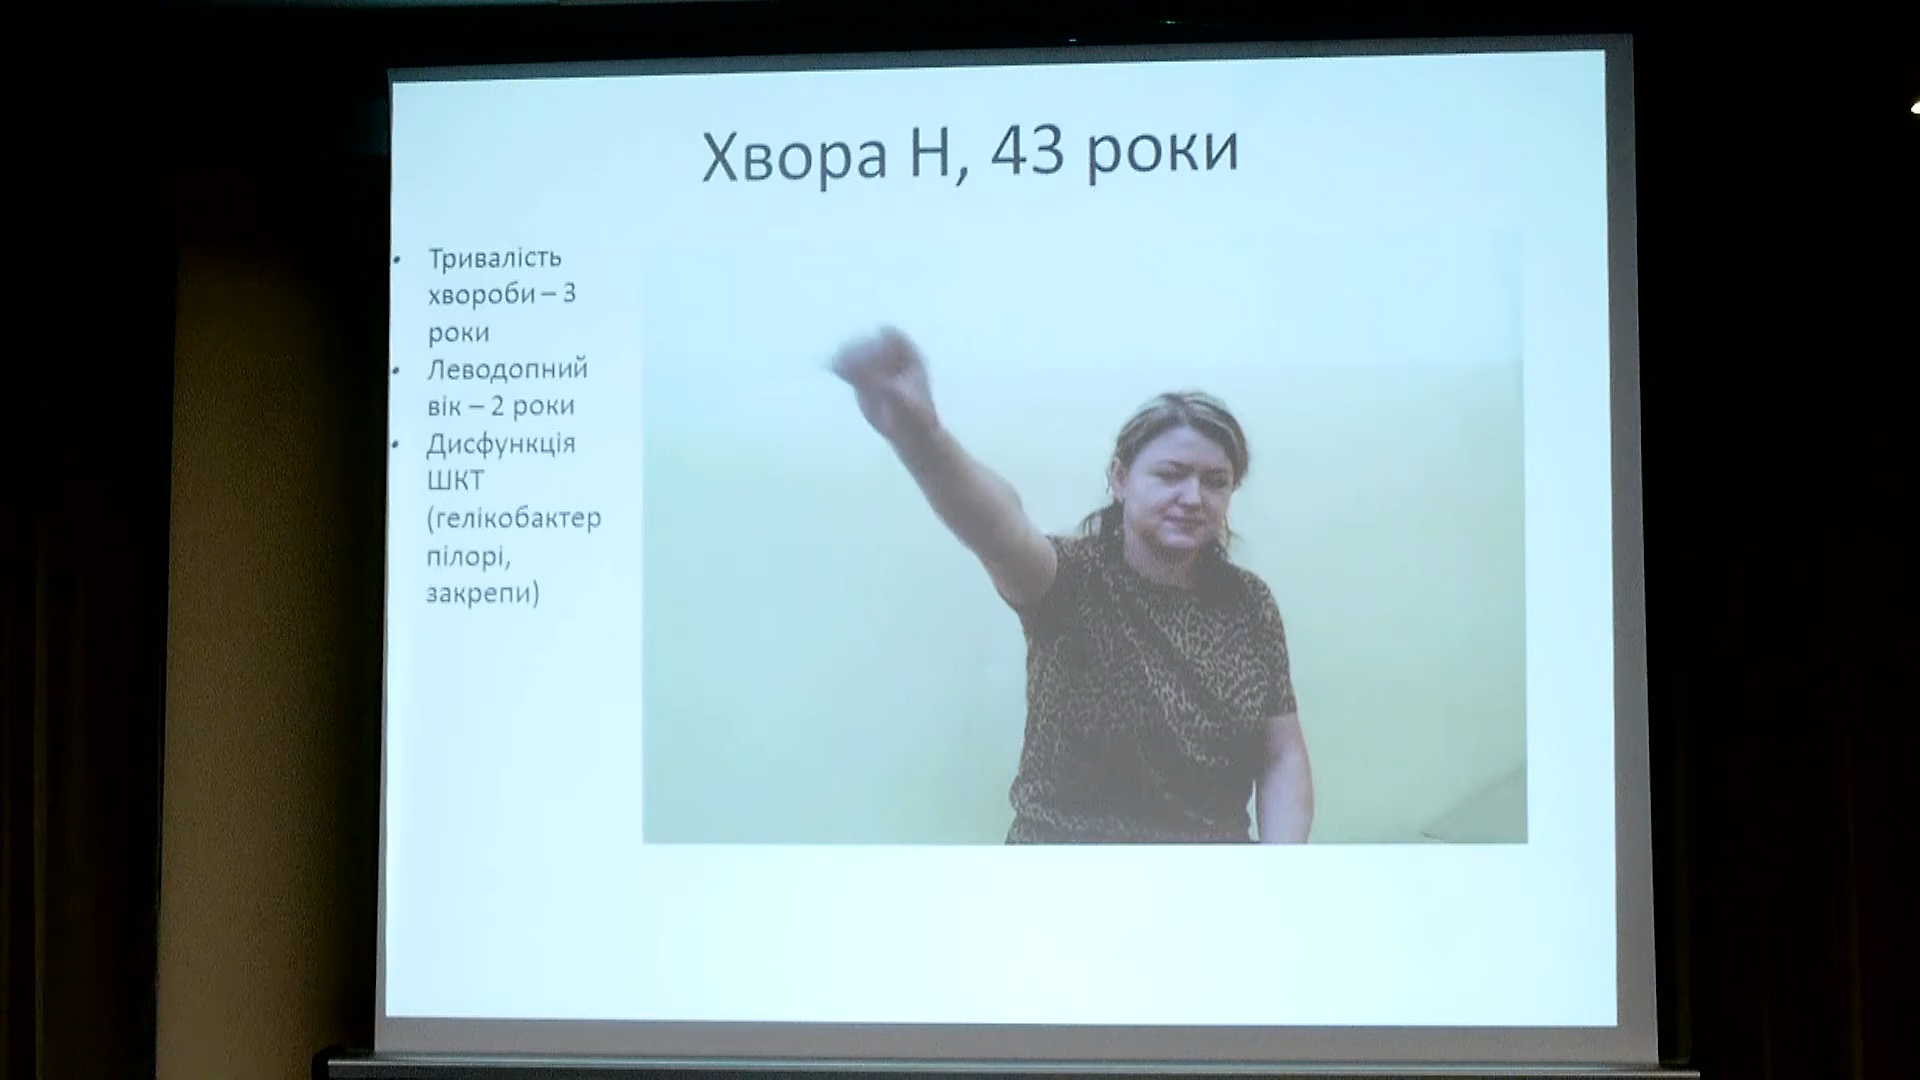 Хвора Н, 43 роки
• Тривалість
хвороби – 3
роки
• Леводопний
вік – 2 роки
• Дисфункція
ШКТ
(гелікобактер
пілорі,
закрепи)